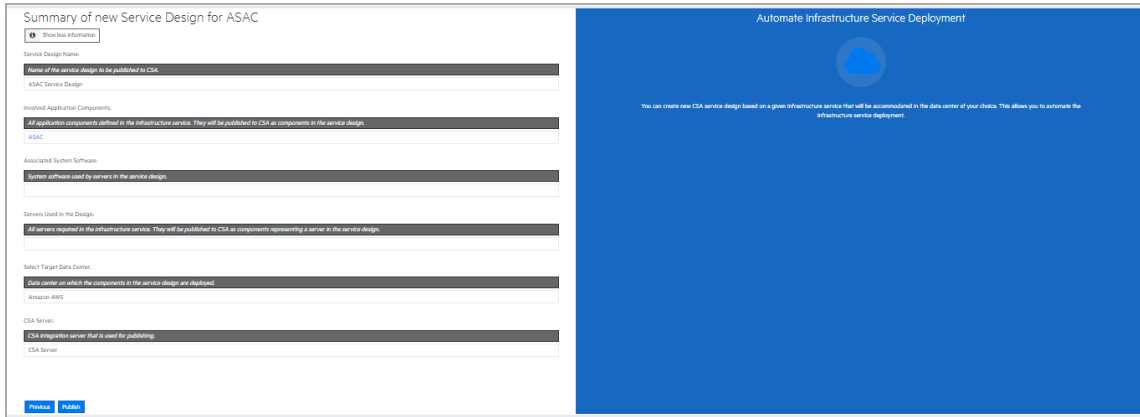 Summary of new Service Design for ASAC
Show less information
Service Design Name:
Name of the service design to be published to CSA.
ASAC Service Design
Involved Application Components:
All application components defined in the infrastructure service. They will be published to CSA as components in the service design.
ASAC
Associated System Software:
System software used by servers in the service design.
Servers Used in the Design:
All servers required in the infrastructure service. They will be published to CSA as components representing a server in the service design.
Select Target Data Center:
Data center on which the components in the service design are deployed.
Amazon AWS
CSA Server:
CSA integration server that is used for publishing.
CSA Server
Previous Publish
Automate Infrastructure Service Deployment
You can create new CSA service design based on a given infrastructure service that will be accommodated in the data center of your choice. This allows you to automate the
infrastructure service deployment.